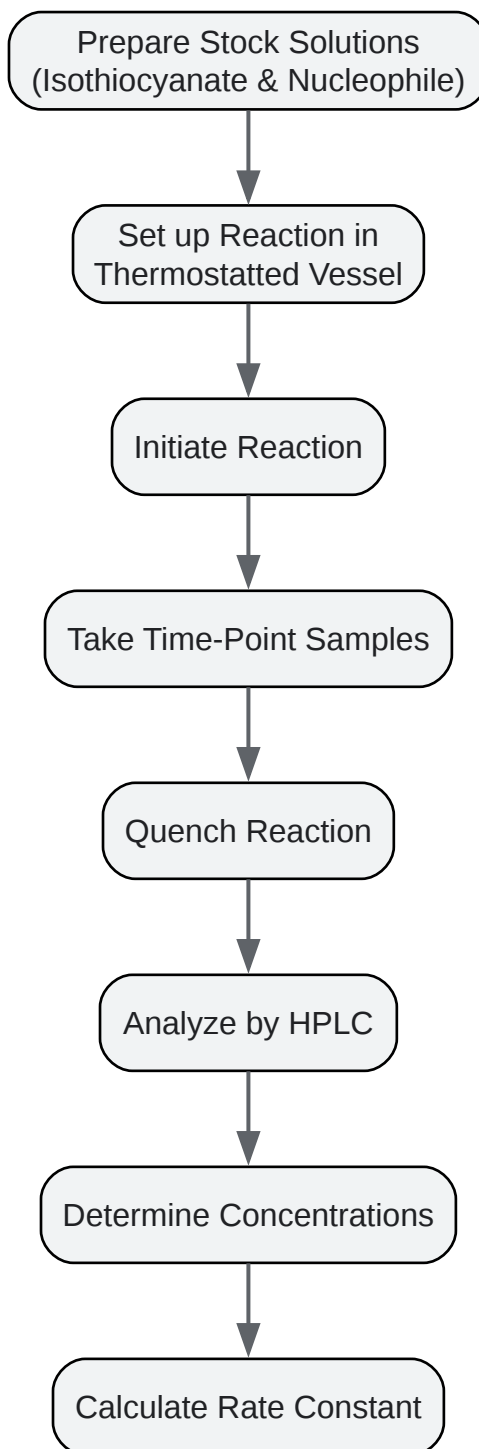 Prepare Stock Solutions
(Isothiocyanate & Nucleophile)
Set up Reaction in
Thermostatted Vessel
Initiate Reaction
Take Time-Point Samples
Quench Reaction
Analyze by HPLC
Determine Concentrations
Calculate Rate Constant